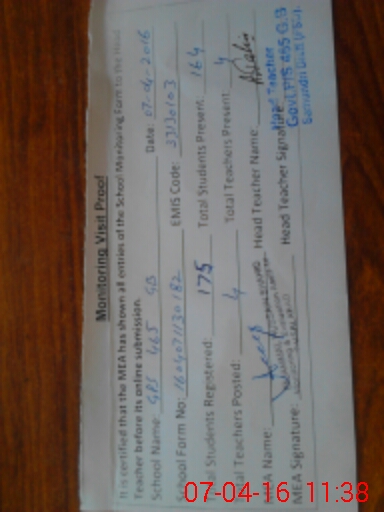 Monitoring Visit Proof
It is certified that the MEA has shown all entries of the School Monitoring Form to the Head
Teacher before its online submission.
School Name: GPS 465 GB Date: 07-04-2016
School Form No: EMIS Code: 33130103
Total Students Registered: 175 Total Students Present: 164
Total Teachers Posted: 4 Total Teachers Present: 4
MEA Name: Head Teacher Name:
MEA Signature: Head Teacher Signature
Head Teacher
Govt. P/S 465 G.B
07-04-16 11:38